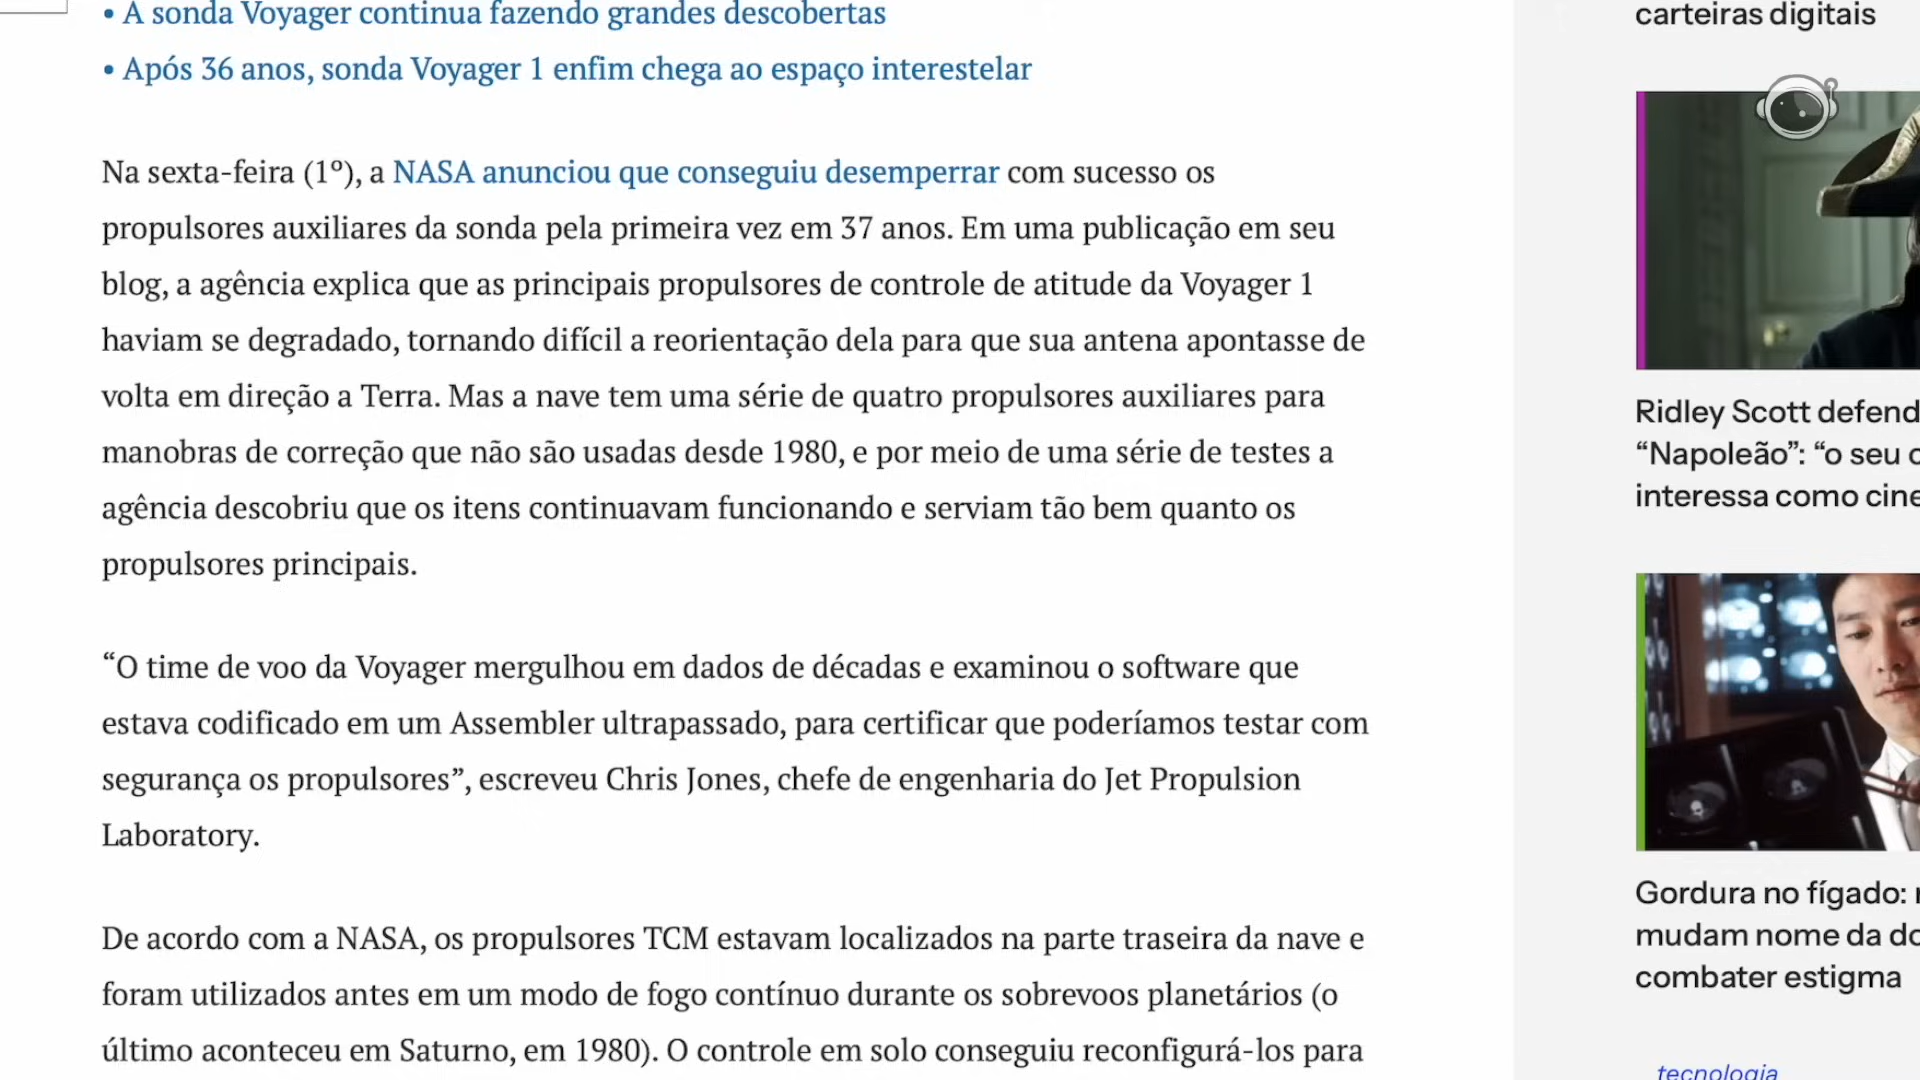 • A sonda Voyager continua fazendo grandes descobertas
• Após 36 anos, sonda Voyager 1 enfim chega ao espaço interestelar
Na sexta-feira (1º), a NASA anunciou que conseguiu desemperrar com sucesso os
propulsores auxiliares da sonda pela primeira vez em 37 anos. Em uma publicação em seu
blog, a agência explica que as principais propulsores de controle de atitude da Voyager 1
haviam se degradado, tornando difícil a reorientação dela para que sua antena apontasse de
volta em direção a Terra. Mas a nave tem uma série de quatro propulsores auxiliares para
manobras de correção que não são usadas desde 1980, e por meio de uma série de testes a
agência descobriu que os itens continuavam funcionando e serviam tão bem quanto os
propulsores principais.
“O time de voo da Voyager mergulhou em dados de décadas e examinou o software que
estava codificado em um Assembler ultrapassado, para certificar que poderíamos testar com
segurança os propulsores”, escreveu Chris Jones, chefe de engenharia do Jet Propulsion
Laboratory.
De acordo com a NASA, os propulsores TCM estavam localizados na parte traseira da nave e
foram utilizados antes em um modo de fogo contínuo durante os sobrevoos planetários (o
último aconteceu em Saturno, em 1980). O controle em solo conseguiu reconfigurá-los para
carteiras digitais
Ridley Scott defend
“Napoleão”: “o seu
interessa como cine
Gordura no fígado:
mudam nome da do
combater estigma
tecnologia